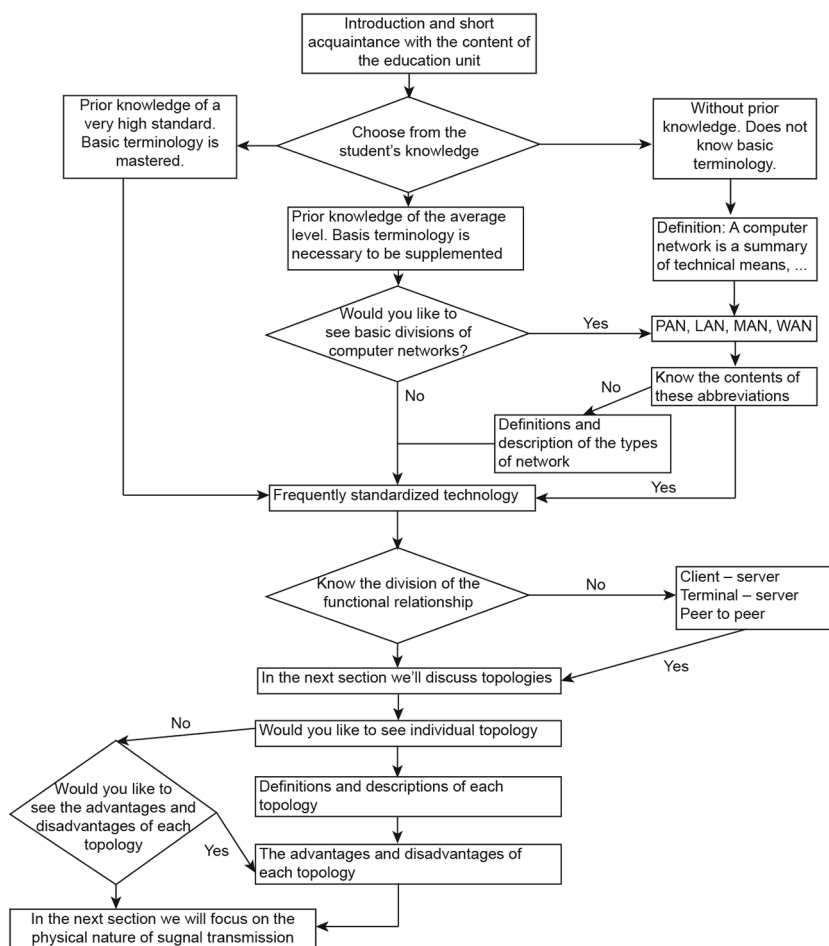 Introduction and short
acquaintance with the content of
the education unit
Prior knowledge of a
very high standard.
Basic terminology is
mastered.
Choose from the
student's knowledge
Without prior
knowledge. Does not
know basic
terminology.
Prior knowledge of the average
level. Basis terminology is
necessary to be supplemented
Definition: A computer
network is a summary
of technical means, ...
Would you like to
see basic divisions of
computer networks?
Yes
PAN, LAN, MAN, WAN
No
Know the contents of
these abbreviations
No
Definitions and
description of the types
of network
Yes
Frequently standardized technology
Know the division of the
functional relationship
No
Client – server
Terminal – server
Peer to peer
Yes
In the next section we'll discuss topologies
No
Would you like to see individual topology
Would you like to
see the advantages and
disadvantages of each
topology
Definitions and descriptions of each
topology
Yes
The advantages and disadvantages of
each topology
In the next section we will focus on the
physical nature of sugnal transmission